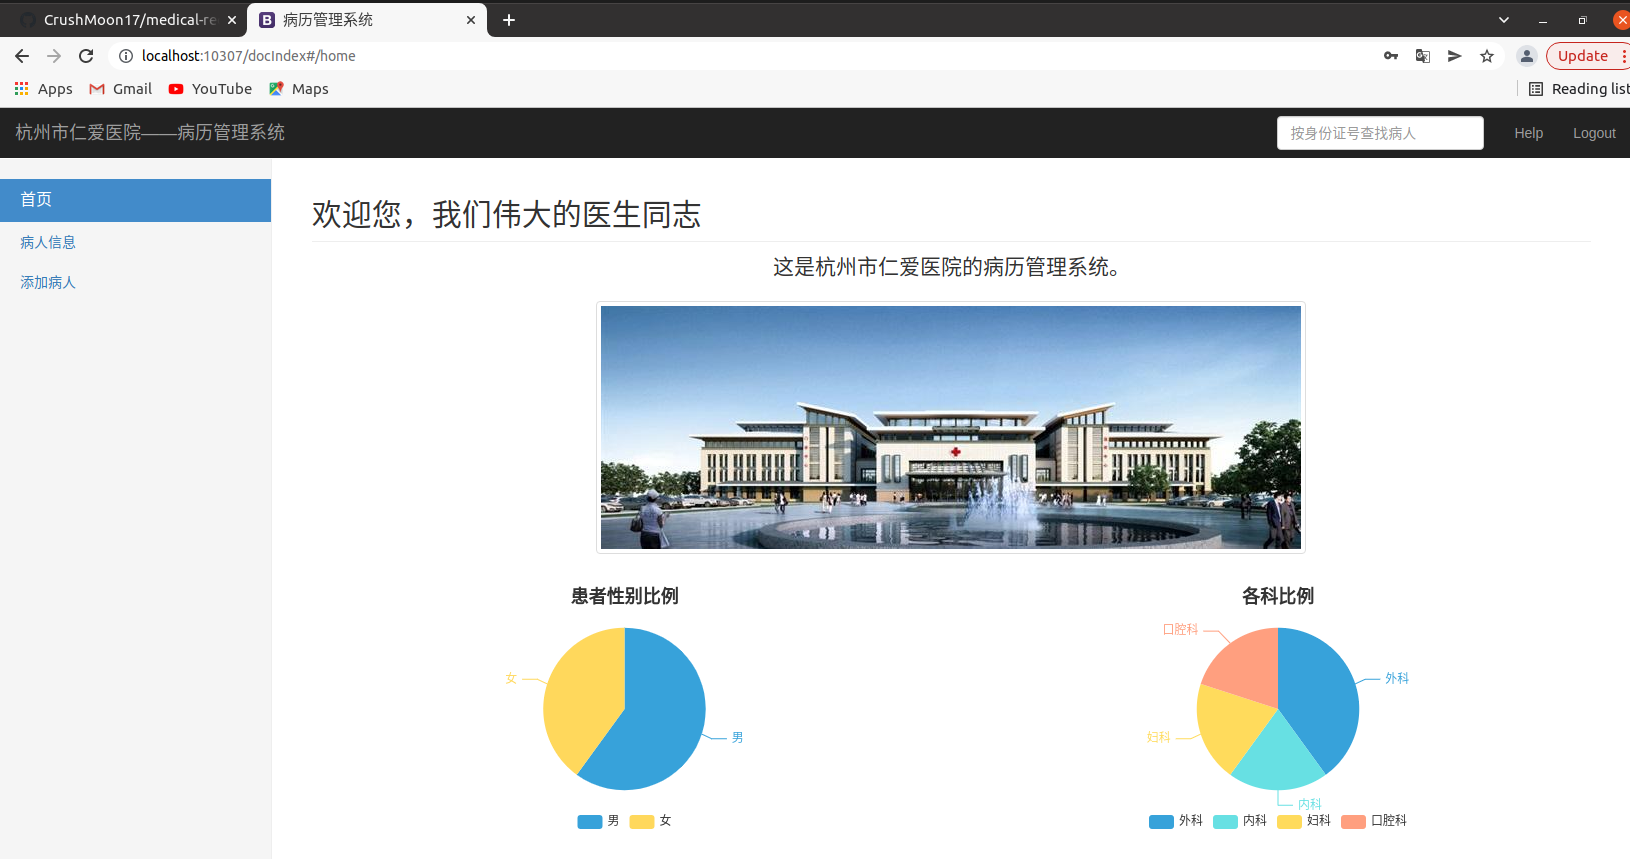 CrushMoon17/medical-re
病历管理系统
localhost:10307/docIndex#/home
Update
Apps
Gmail
YouTube
Maps
Reading list
杭州市仁爱医院——病历管理系统
按身份证号查找病人
Help
Logout
首页
病人信息
添加病人
欢迎您，我们伟大的医生同志
这是杭州市仁爱医院的病历管理系统。
患者性别比例
女
男
男 女
各科比例
口腔科
外科
妇科
内科
外科 内科 妇科 口腔科